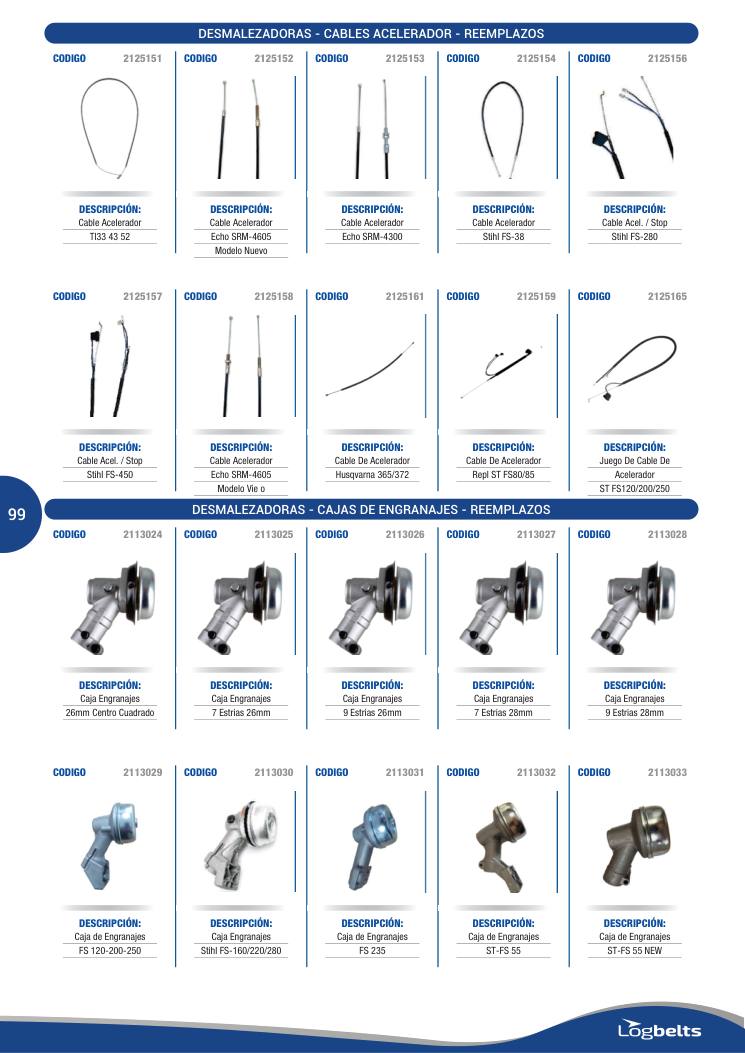 DESMALEZADORAS - CABLES ACELERADOR - REEMPLAZOS
CODIGO 2125151
DESCRIPCIÓN:
Cable Acelerador
TI33 43 52
CODIGO 2125152
DESCRIPCIÓN:
Cable Acelerador
Echo SRM-4605
Modelo Nuevo
CODIGO 2125153
DESCRIPCIÓN:
Cable Acelerador
Echo SRM-4300
CODIGO 2125154
DESCRIPCIÓN:
Cable Acelerador
Stihl FS-38
CODIGO 2125156
DESCRIPCIÓN:
Cable Acel. / Stop
Stihl FS-280
CODIGO 2125157
DESCRIPCIÓN:
Cable Acel. / Stop
Stihl FS-450
CODIGO 2125158
DESCRIPCIÓN:
Cable Acelerador
Echo SRM-4605
Modelo Vie o
CODIGO 2125161
DESCRIPCIÓN:
Cable De Acelerador
Husqvarna 365/372
CODIGO 2125159
DESCRIPCIÓN:
Cable De Acelerador
Repl ST FS80/85
CODIGO 2125165
DESCRIPCIÓN:
Juego De Cable De
Acelerador
ST FS120/200/250
99
DESMALEZADORAS - CAJAS DE ENGRANAJES - REEMPLAZOS
CODIGO 2113024
DESCRIPCIÓN:
Caja Engranajes
26mm Centro Cuadrado
CODIGO 2113025
DESCRIPCIÓN:
Caja Engranajes
7 Estrias 26mm
CODIGO 2113026
DESCRIPCIÓN:
Caja Engranajes
9 Estrias 26mm
CODIGO 2113027
DESCRIPCIÓN:
Caja Engranajes
7 Estrias 28mm
CODIGO 2113028
DESCRIPCIÓN:
Caja Engranajes
9 Estrias 28mm
CODIGO 2113029
DESCRIPCIÓN:
Caja de Engranajes
FS 120-200-250
CODIGO 2113030
DESCRIPCIÓN:
Caja Engranajes
Stihl FS-160/220/280
CODIGO 2113031
DESCRIPCIÓN:
Caja de Engranajes
FS 235
CODIGO 2113032
DESCRIPCIÓN:
Caja de Engranajes
ST-FS 55
CODIGO 2113033
DESCRIPCIÓN:
Caja de Engranajes
ST-FS 55 NEW
Logbelts